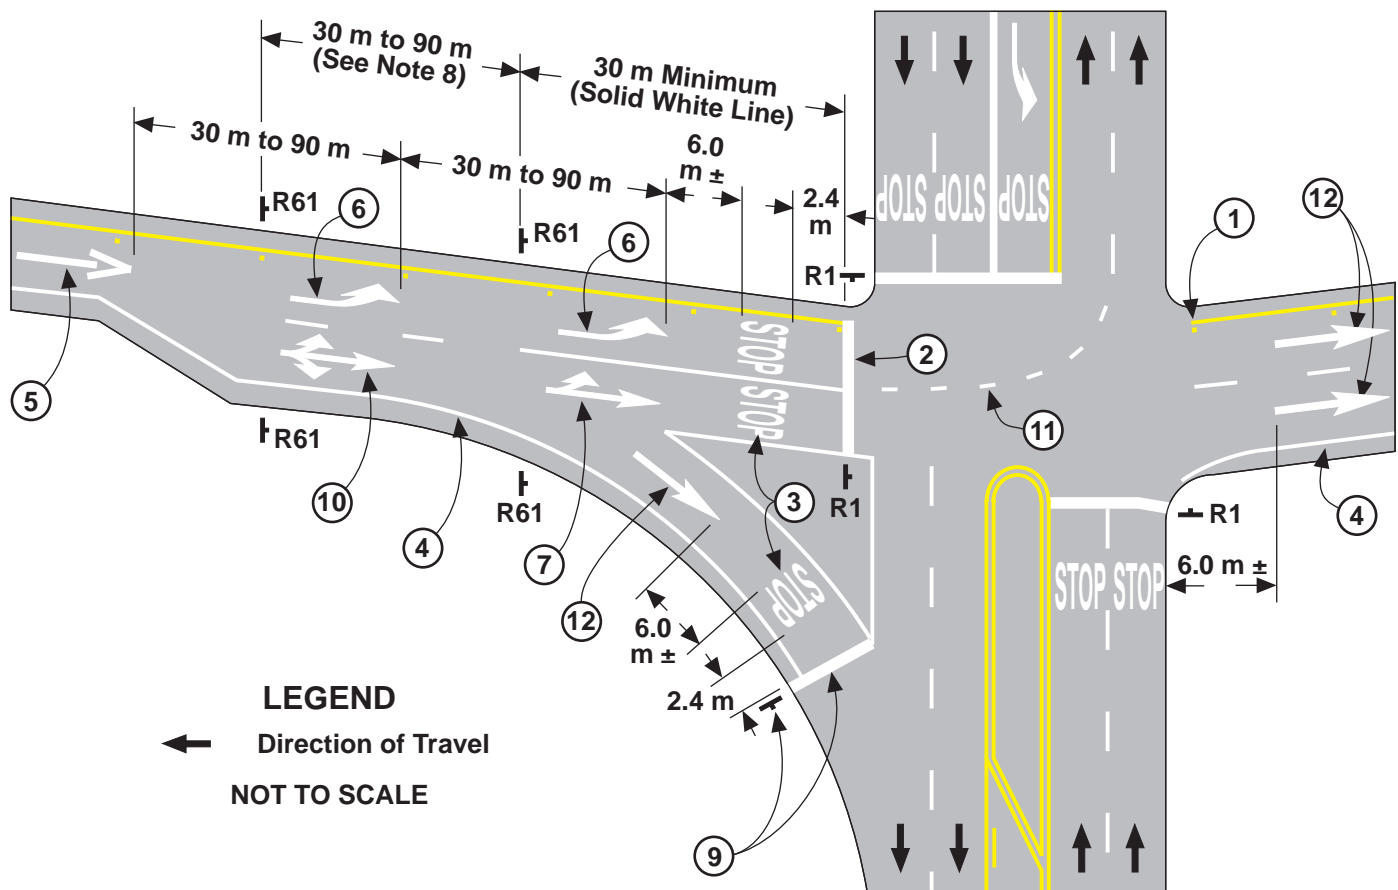 30 m to 90 m
(See Note 8)
30 m Minimum
(Solid White Line)
30 m to 90 m
30 m to 90 m
6.0
m ±
2.4
m
R61
6
R61
6
R1
STOP
STOP
STOP
1
12
5
STOP
STOP
2
11
R61
10
4
R61
7
3
R1
R1
4
12
STOP
6.0
m ±
2.4 m
STOP STOP
6.0 m ±
LEGEND
Direction of Travel
NOT TO SCALE
9